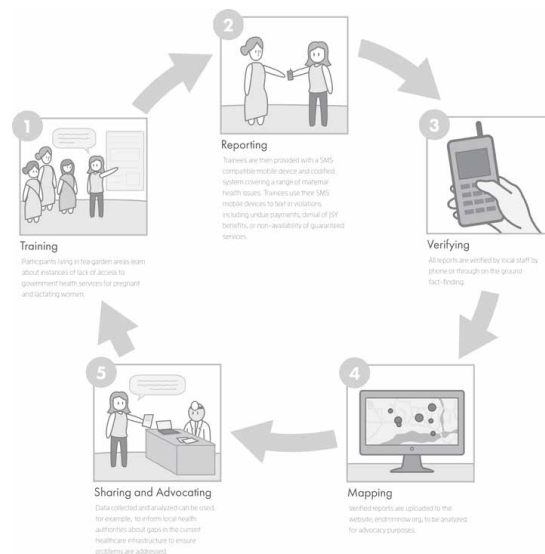 1
Training
Participants living in tea garden areas learn
about instances of lack of access to
government health services for pregnant
and lactating women.
2
Reporting
Trainees are then provided with a SMS
compatible mobile device and codified
system covering a range of maternal
health issues. Trainees use their SMS
mobile devices to text in violations
including undue payments, denial of JSY
benefits, or non-availability of guaranteed
services.
3
Verifying
All reports are verified by local staff by
phone or through on the ground
fact-finding.
4
Mapping
Verified reports are uploaded to the
website, endmmnow.org, to be analyzed
for advocacy purposes.
5
Sharing and Advocating
Data collected and analyzed can be used,
for example, to inform local health
authorities about gaps in the current
healthcare infrastructure to ensure
problems are addressed.